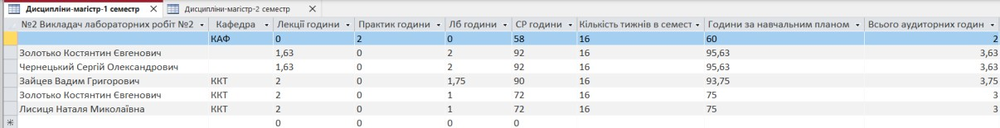 Дисципліни-магістр-1 семестр Дисципліни-магістр-2 семестр
№2 Викладач лабораторних робіт №2 Кафедра Лекції години Практик годин Лб години СР години Кількість тижнів в семест Години за навчальним планом Всього аудиторних годин
КАФ 0 2 0 58 16 60 2
Золотько Костянтин Євгенович 1,63 0 2 92 16 95,63 3,63
Чернецький Сергій Олександрович 1,63 0 2 92 16 95,63 3,63
Зайцев Вадим Григорович ККТ 2 0 1,75 90 16 93,75 3,75
Золотько Костянтин Євгенович ККТ 2 0 1 72 16 75 3
Лисиця Наталя Миколаївна ККТ 2 0 1 72 16 75 3
0 0 0 0